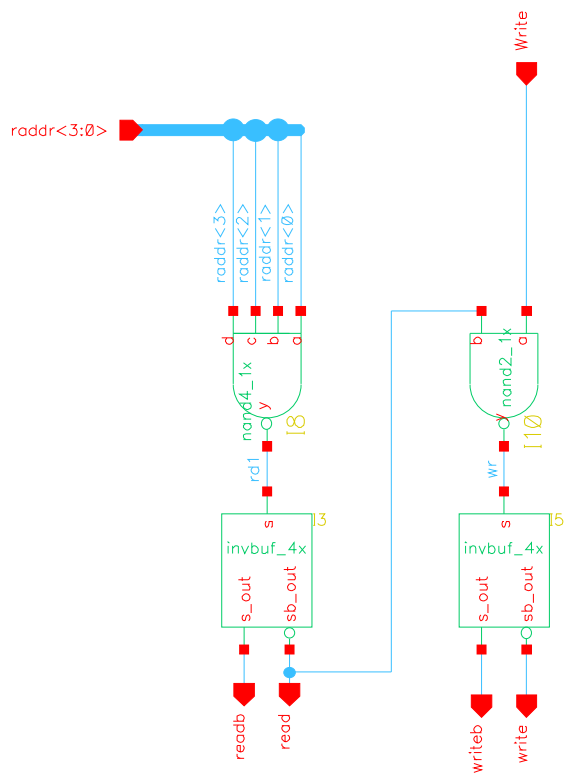 Write
raddr<3:0>
raddr<3>
raddr<2>
raddr<1>
raddr<0>
d
c
b
a
nand4_1x
y
I8
b
a
nand2_1x
y
I10
rd1
wr
s
I3
invbuf_4x
s_out
sb_out
s
I5
invbuf_4x
s_out
sb_out
readb
read
writeb
write